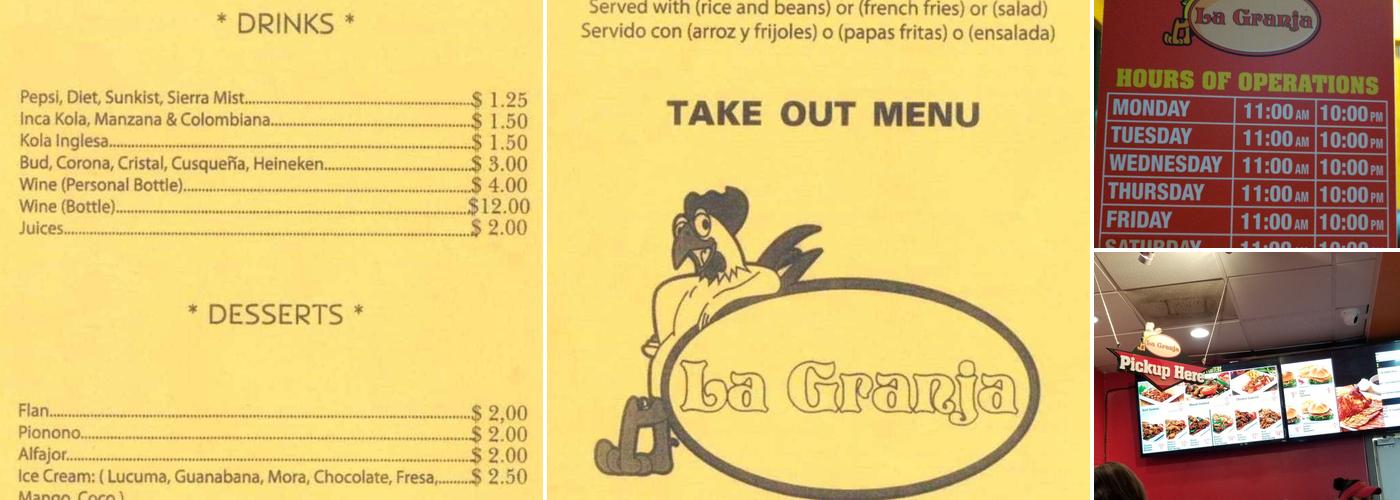 * DRINKS *
Pepsi, Diet, Sunkist, Sierra Mist........$ 1.25
Inca Kola, Manzana & Colombiana........$ 1.50
Kola Inglesa........$ 1.50
Bud, Corona, Cristal, Cusqueña, Heineken........$ 3.00
Wine (Personal Bottle)........$ 4.00
Wine (Bottle)........$12.00
Juices........$ 2.00
* DESSERTS *
Flan........$ 2,00
Pionono........$ 2.00
Alfajor........$ 2.00
Ice Cream: ( Lucuma, Guanabana, Mora, Chocolate, Fresa,........$ 2.50
Mango, Coco )
Served with (rice and beans) or (french fries) or (salad)
Servido con (arroz y frijoles) o (papas fritas) o (ensalada)
TAKE OUT MENU
La Granja
La Granja
HOURS OF OPERATIONS
MONDAY 11:00 AM 10:00 PM
TUESDAY 11:00 AM 10:00 PM
WEDNESDAY 11:00 AM 10:00 PM
THURSDAY 11:00 AM 10:00 PM
FRIDAY 11:00 AM 10:00 PM
SATURDAY 11:00 10:00
La Granja
Pickup Here